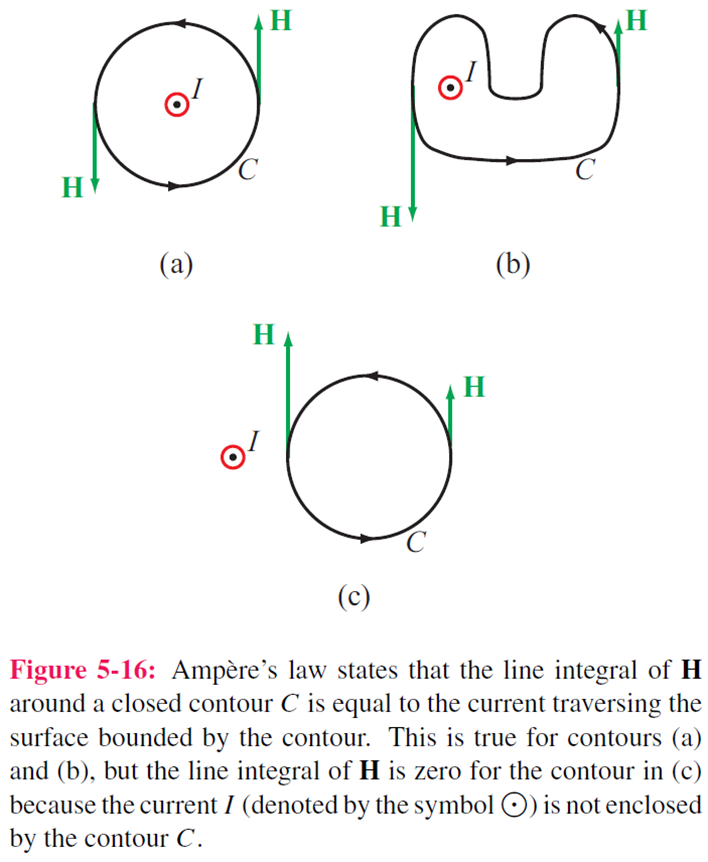 H
I
H
C
(a)
H
I
C
H
(b)
H
H
I
C
(c)
Figure 5-16: Ampère’s law states that the line integral of H
around a closed contour C is equal to the current traversing the
surface bounded by the contour. This is true for contours (a)
and (b), but the line integral of H is zero for the contour in (c)
because the current I (denoted by the symbol ⊙) is not enclosed
by the contour C.